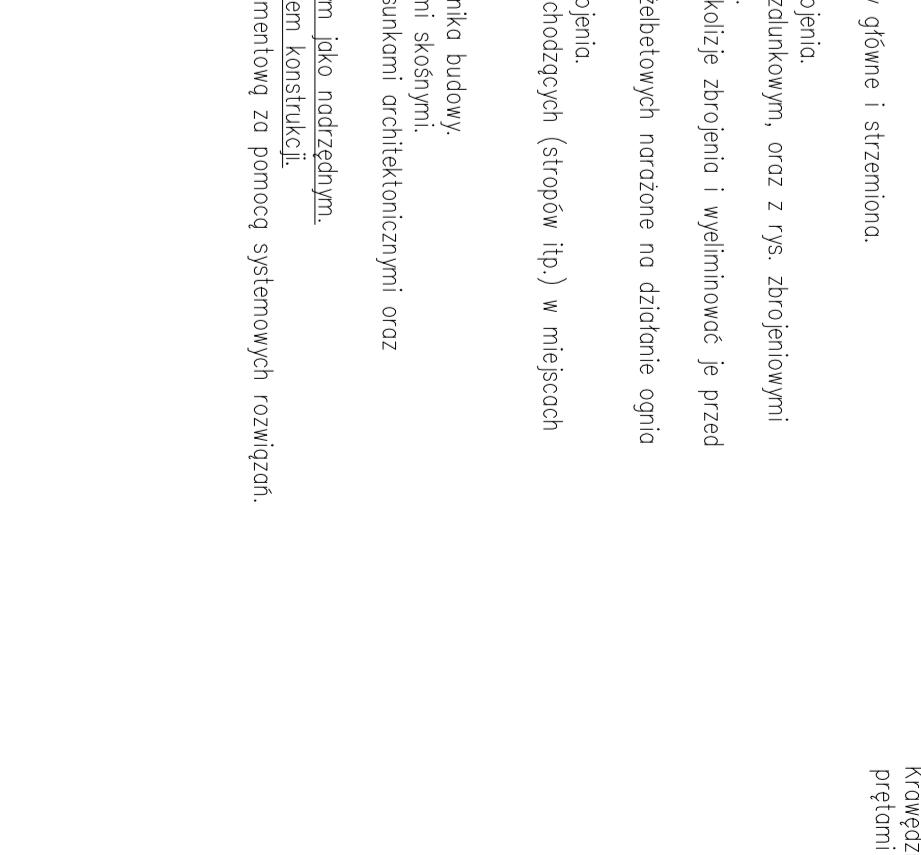 główne i strzemiona.
ojenia.
zalunkowym, oraz z rys. zbrojeniowymi
kolizje zbrojenia i wyeliminować je przed
żelbetowych narażone na działanie ognia
ojenia.
chodzących (stropów itp.) w miejscach
nika budowy.
mi skośnymi.
sunkami architektonicznymi oraz
m jako nadrzędnym.
em konstrukcji.
mentową za pomocą systemowych rozwiązań.
Krawędz
prętami